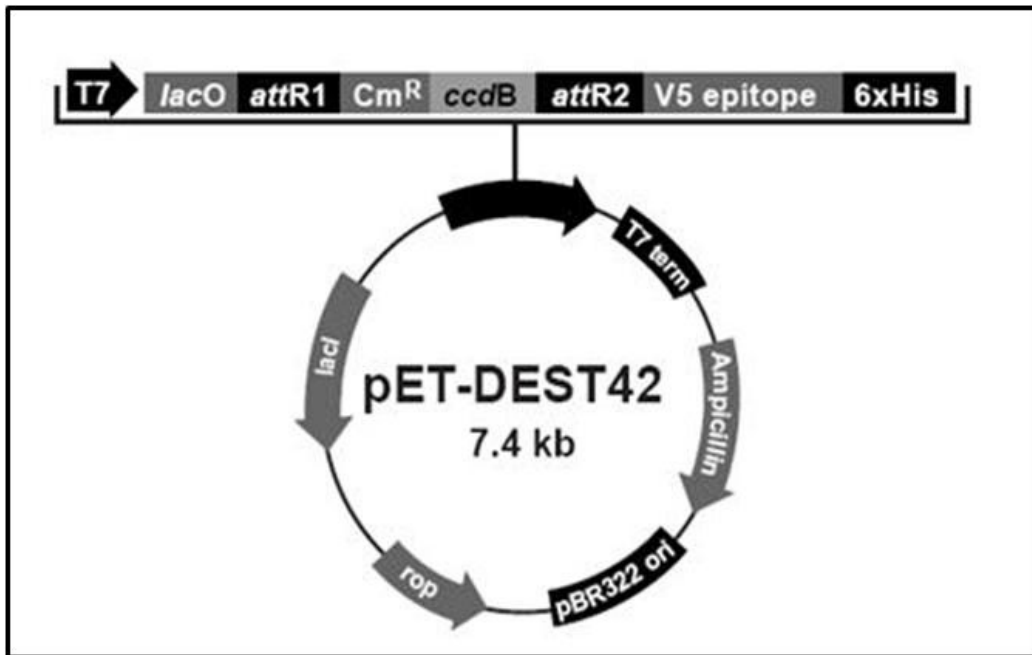 T7 lacO attR1 Cmᴿ ccdB attR2 V5 epitope 6xHis
T7 term
lacI
Ampicillin
pET-DEST42
7.4 kb
rop
pBR322 ori